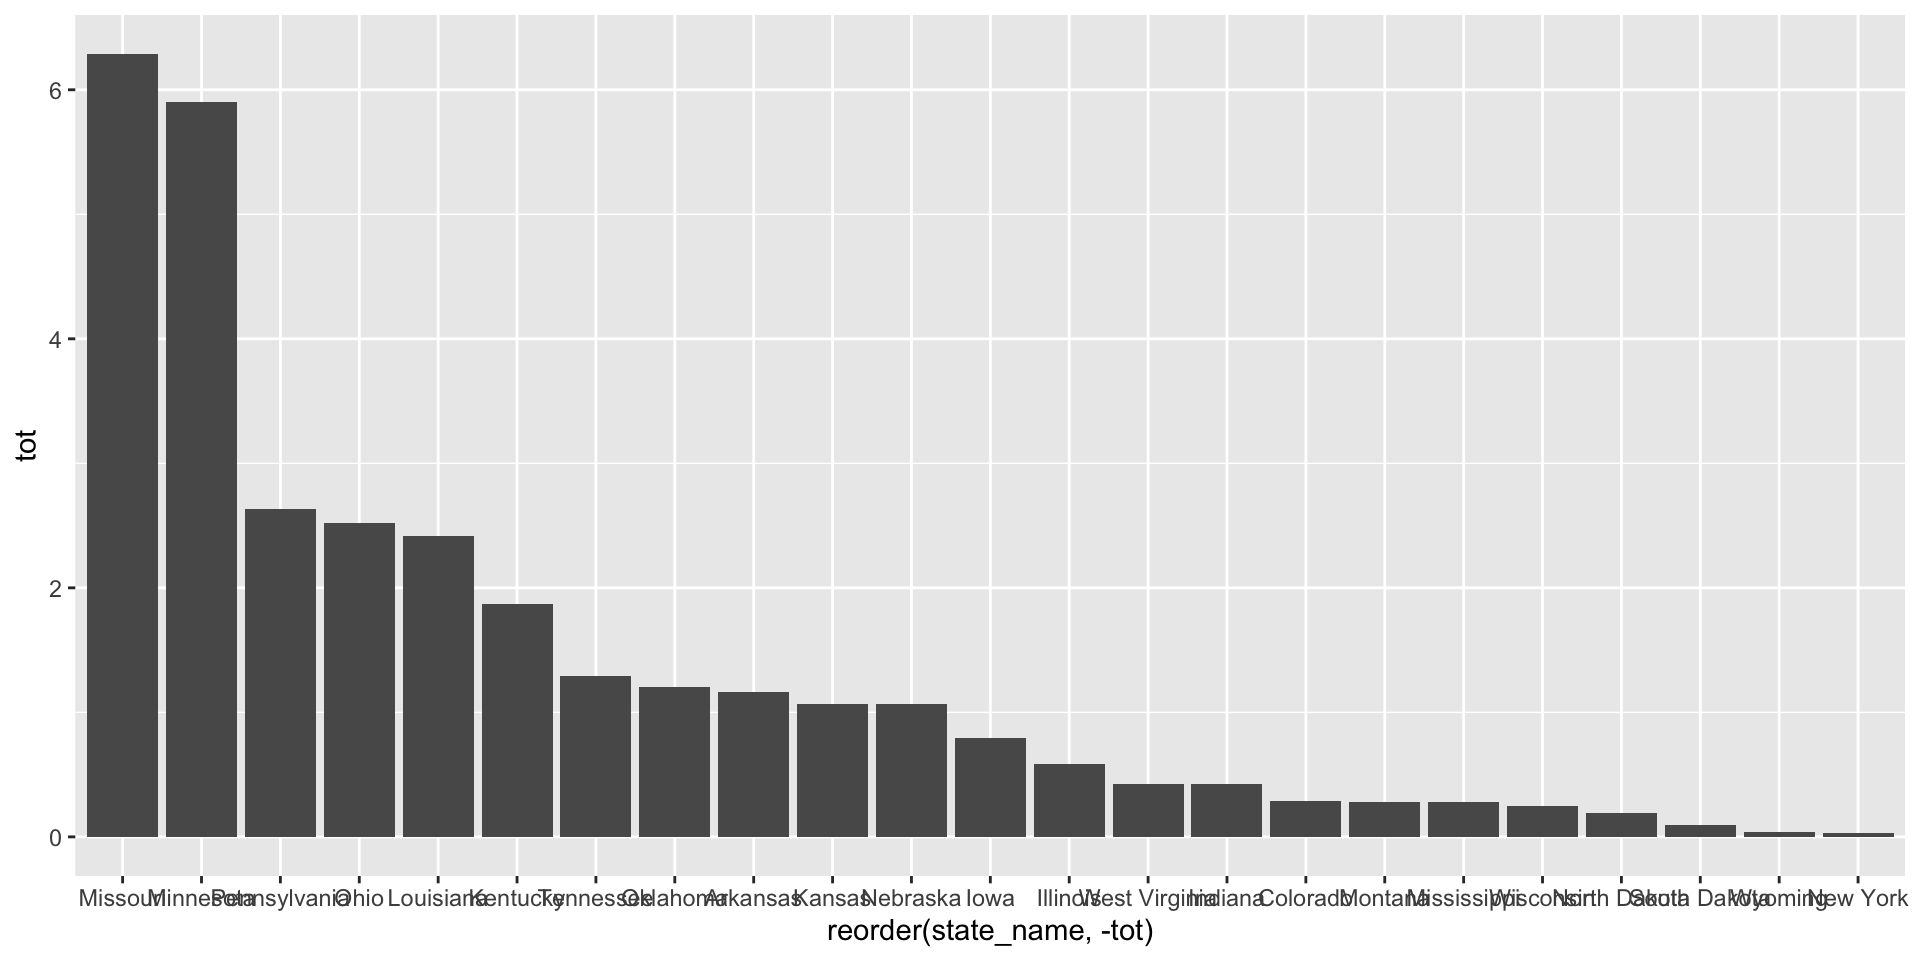 6
4
2
0
tot
Missouri Minnesota Pennsylvania Ohio Louisiana Kentucky Tennessee Oklahoma Arkansas Kansas Nebraska Iowa Illinois West Virginia Indiana Colorado Montana Mississippi Wisconsin North Dakota South Dakota Wyoming New York
reorder(state_name, -tot)